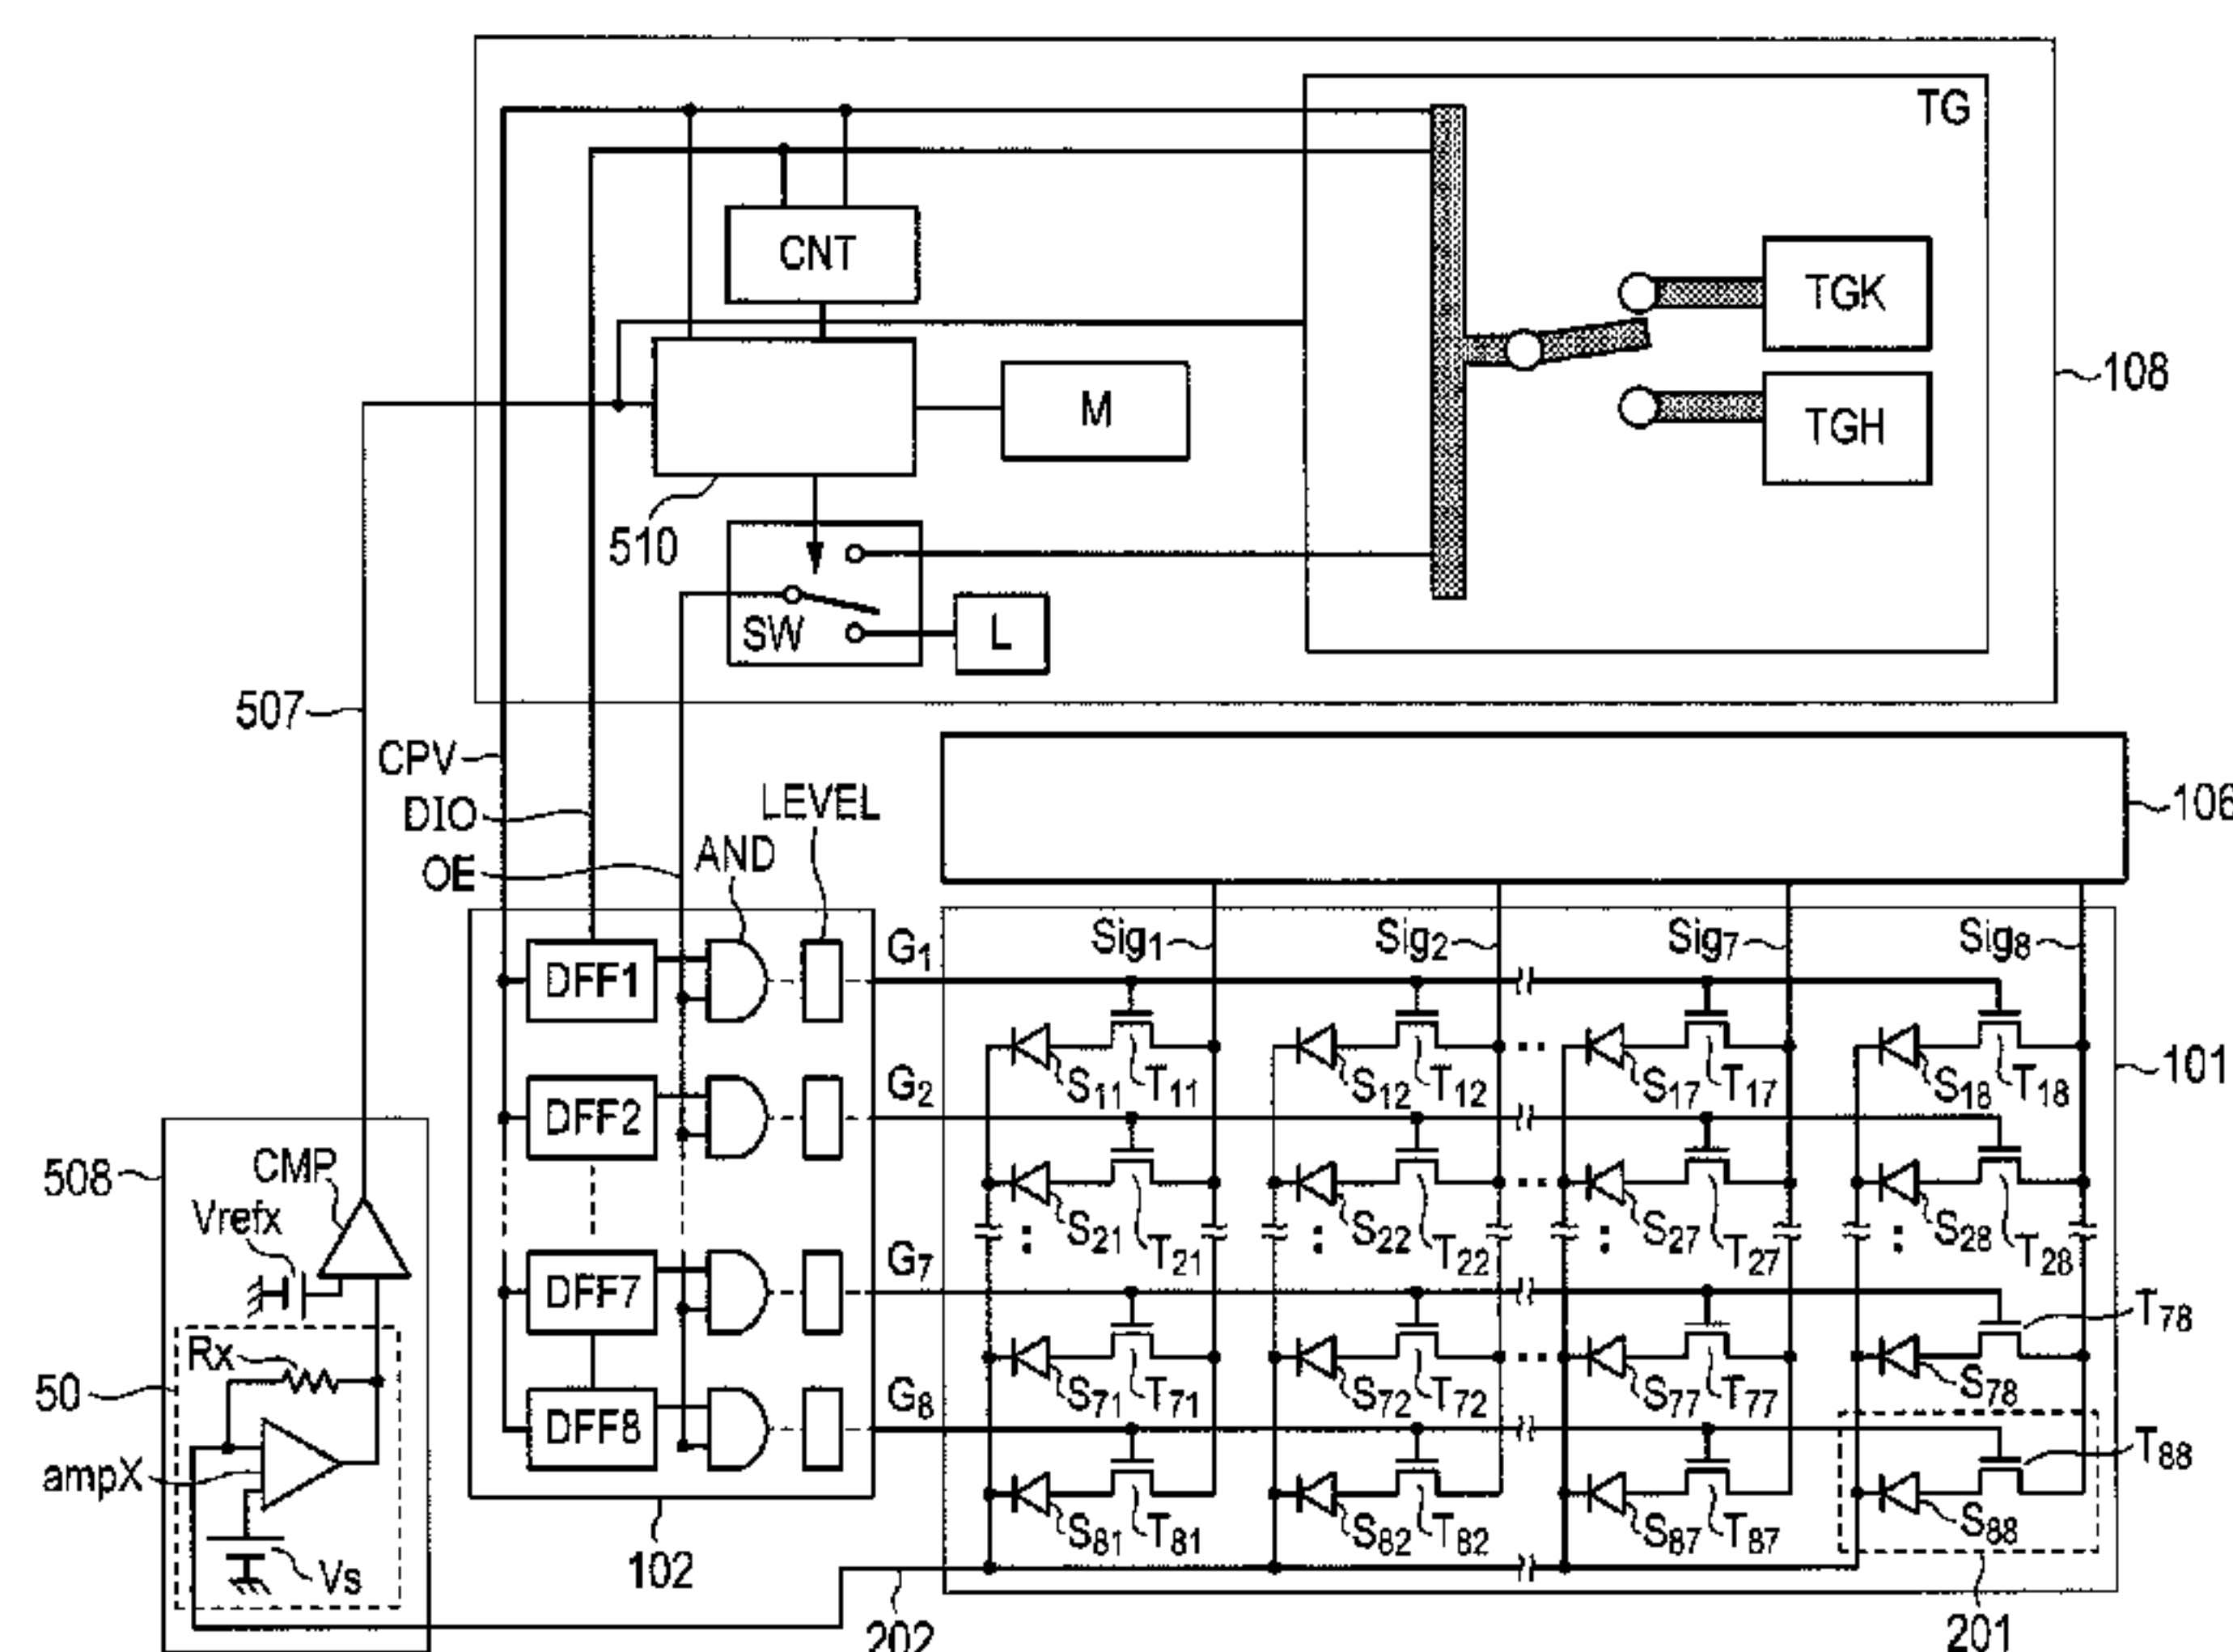 TG
CNT
TGK
108
M
TGH
510
SW
L
507
CPV
DIO
LEVEL
106
AND
OE
Sig1
Sig2
Sig7
Sig8
G1
DFF1
101
S11
T11
S12
T12
S17
T17
S18
T18
G2
DFF2
508
CMP
Vrefx
S21
T21
S22
T22
S27
T27
S28
T28
G7
DFF7
T78
Rx
50
S71
T71
S72
T72
S77
T77
S78
G8
DFF8
T88
ampX
S81
T81
S82
T82
S87
T87
S88
102
Vs
202
201